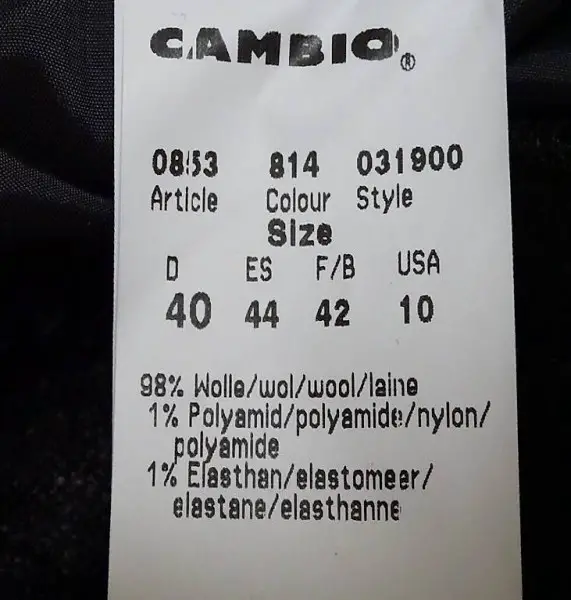 CAMBIO®
0853 814 031900
Article Colour Style
Size
D ES F/B USA
40 44 42 10
98% Wolle/wol/wool/laine
1% Polyamid/polyamide/nylon/
polyamide
1% Elasthan/elastomeer/
elastane/elasthanne